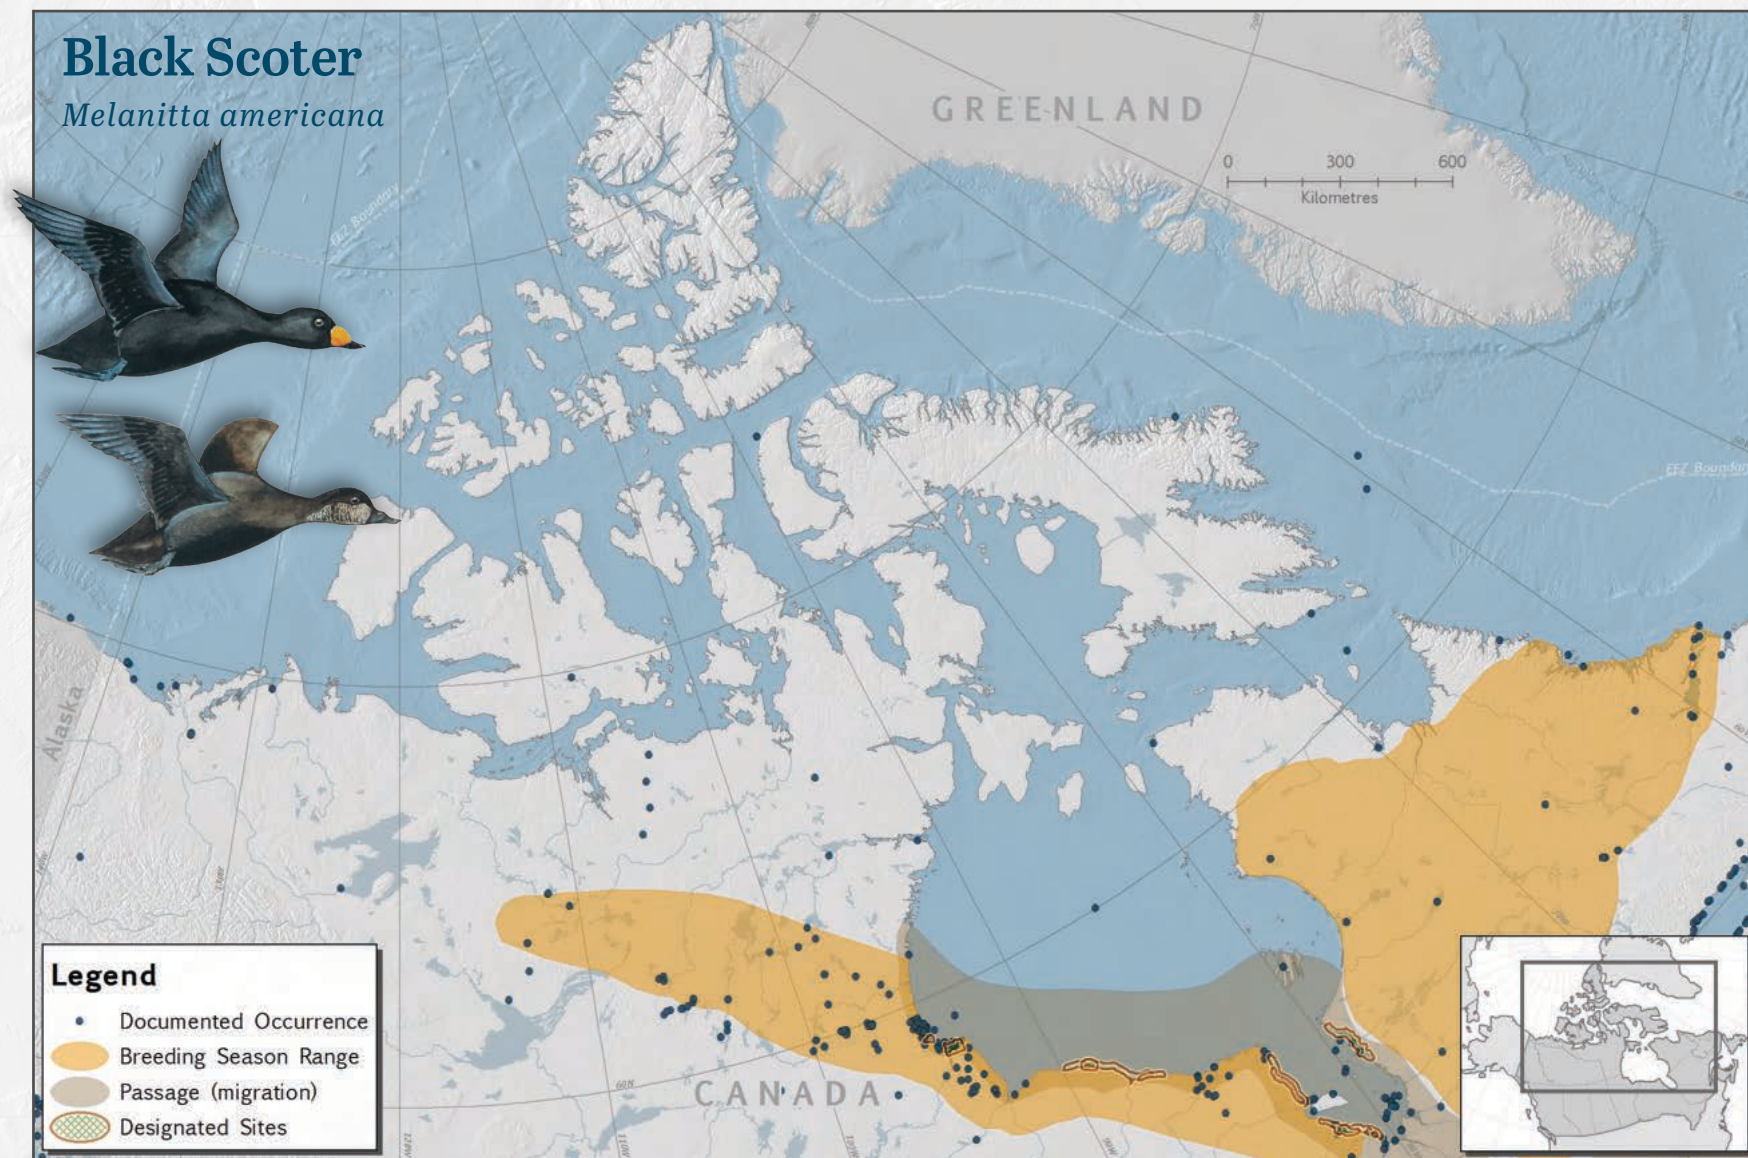 Black Scoter
Melanitta americana
GREENLAND
0 300 600
Kilometres
EEZ Boundary
EEZ Boundary
Alaska
CANADA
60°N
Legend
Documented Occurrence
Breeding Season Range
Passage (migration)
Designated Sites